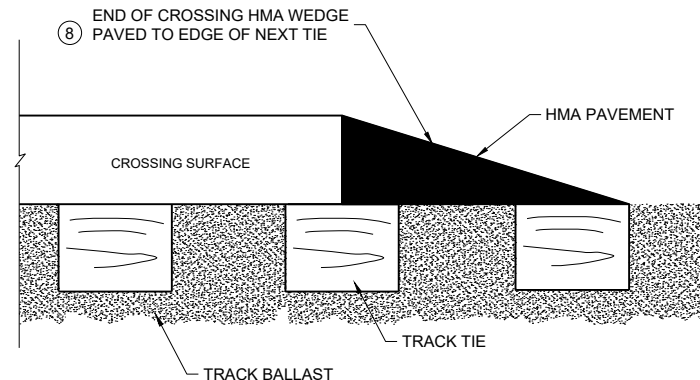 8
END OF CROSSING HMA WEDGE
PAVED TO EDGE OF NEXT TIE
HMA PAVEMENT
CROSSING SURFACE
TRACK TIE
TRACK BALLAST